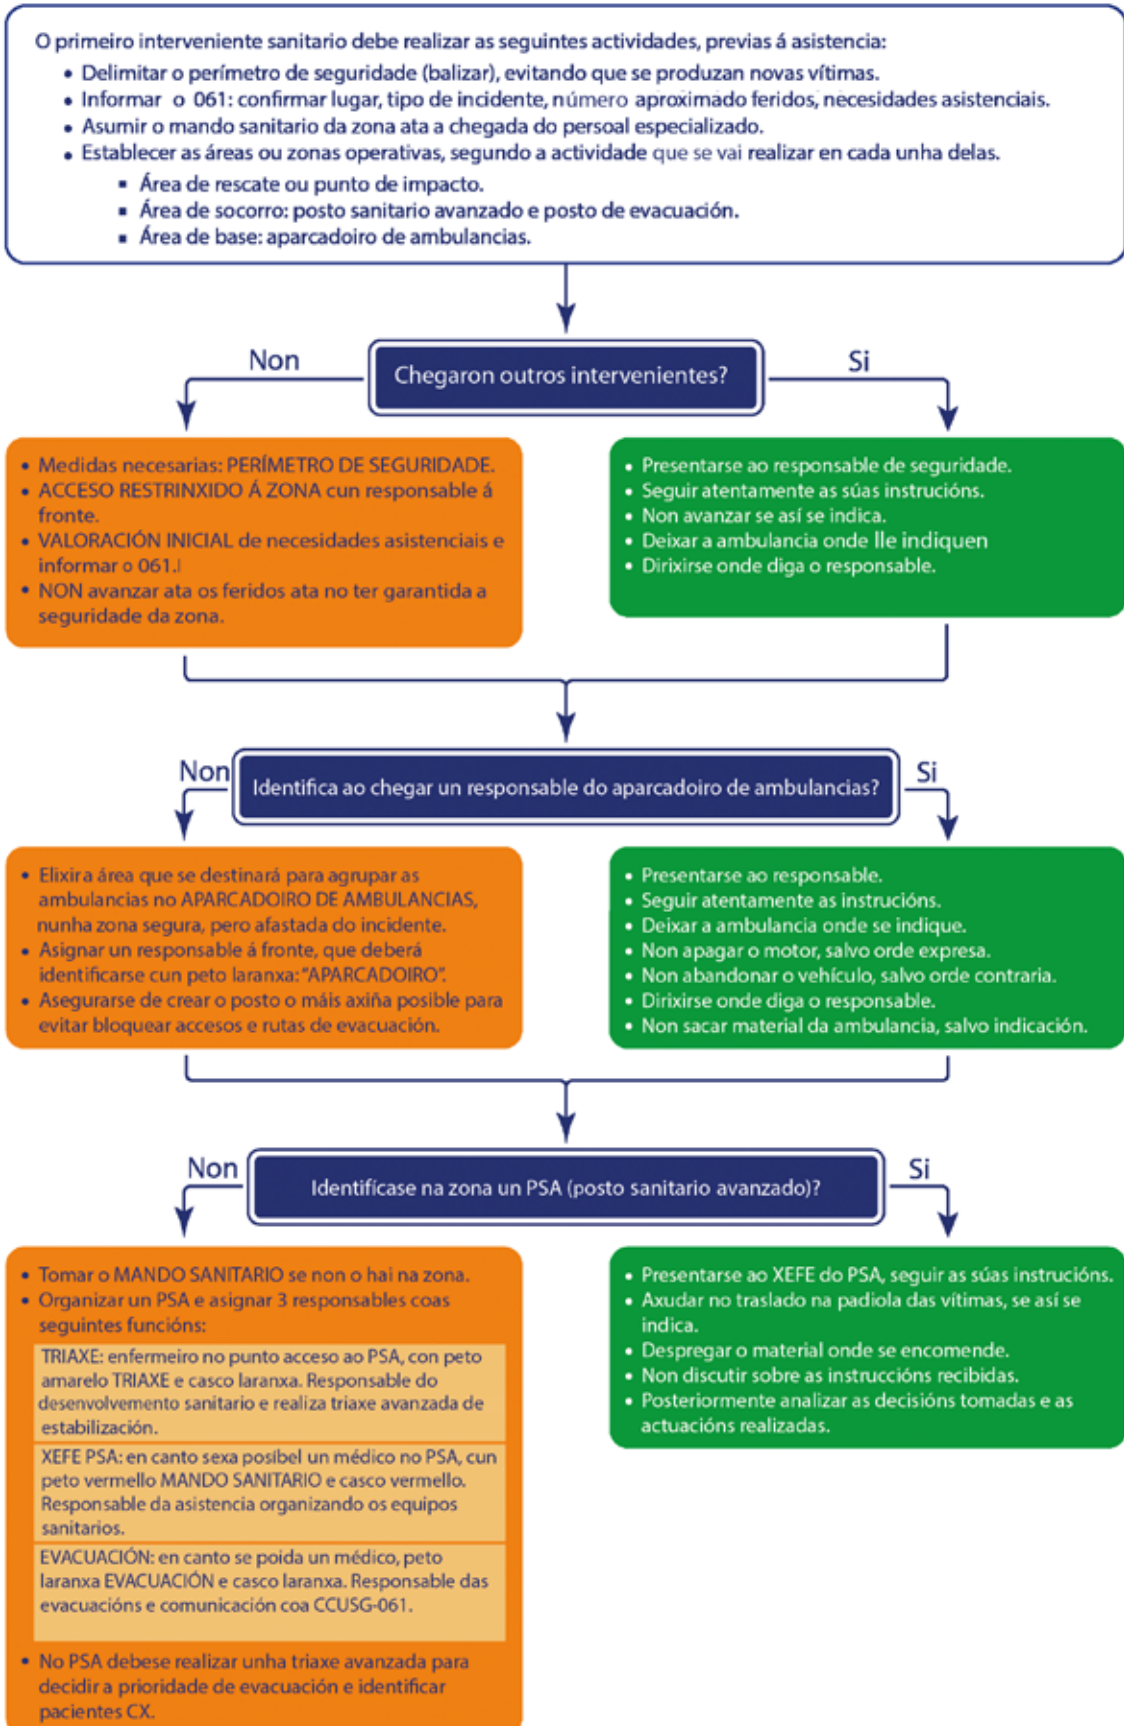 O primeiro interveniente sanitario debe realizar as seguintes actividades, previas á asistencia:
• Delimitar o perímetro de seguridade (balizar), evitando que se produzan novas vítimas.
• Informar o 061: confirmar lugar, tipo de incidente, número aproximado feridos, necesidades asistenciais.
• Asumir o mando sanitario da zona ata a chegada do persoal especializado.
• Establecer as áreas ou zonas operativas, segundo a actividade que se vai realizar en cada unha delas.
▪ Área de rescate ou punto de impacto.
▪ Área de socorro: posto sanitario avanzado e posto de evacuación.
▪ Área de base: aparcadoiro de ambulancias.
Non
Chegaron outros intervenientes?
Si
• Medidas necesarias: PERÍMETRO DE SEGURIDADE.
• ACCESO RESTRINXIDO Á ZONA cun responsable á
fronte.
• VALORACIÓN INICIAL de necesidades asistenciais e
informar o 061.
• NON avanzar ata os feridos ata no ter garantida a
seguridade da zona.
• Presentarse ao responsable de seguridade.
• Seguir atentamente as súas instrucións.
• Non avanzar se así se indica.
• Deixar a ambulancia onde lle indiquen
• Dirixirse onde diga o responsable.
Non
Identifica ao chegar un responsable do aparcadoiro de ambulancias?
Si
• Elixira área que se destinará para agrupar as
ambulancias no APARCADOIRO DE AMBULANCIAS,
nunha zona segura, pero afastada do incidente.
• Asignar un responsable á fronte, que deberá
identificarse cun peto laranxa: "APARCADOIRO".
• Asegurarse de crear o posto o máis axiña posible para
evitar bloquear accesos e rutas de evacuación.
• Presentarse ao responsable.
• Seguir atentamente as instrucións.
• Deixar a ambulancia onde se indique.
• Non apagar o motor, salvo orde expresa.
• Non abandonar o vehículo, salvo orde contraria.
• Dirixirse onde diga o responsable.
• Non sacar material da ambulancia, salvo indicación.
Non
Identifícase na zona un PSA (posto sanitario avanzado)?
Si
• Tomar o MANDO SANITARIO se non o hai na zona.
• Organizar un PSA e asignar 3 responsables coas
seguintes funcións:
TRIAXE: enfermeiro no punto acceso ao PSA, con peto
amarelo TRIAXE e casco laranxa. Responsable do
desenvolvemento sanitario e realiza triaxe avanzada de
estabilización.
XEFE PSA: en canto sexa posíbel un médico no PSA, cun
peto vermello MANDO SANITARIO e casco vermello.
Responsable da asistencia organizando os equipos
sanitarios.
EVACUACIÓN: en canto se poida un médico, peto
laranxa EVACUACIÓN e casco laranxa. Responsable das
evacuacións e comunicación coa CCUSG-061.
• No PSA debese realizar unha triaxe avanzada para
decidir a prioridade de evacuación e identificar
pacientes CX.
• Presentarse ao XEFE do PSA, seguir as súas instrucións.
• Axudar no traslado na padiola das vítimas, se así se
indica.
• Despregar o material onde se encomende.
• Non discutir sobre as instruccións recibidas.
• Posteriormente analizar as decisións tomadas e as
actuacións realizadas.